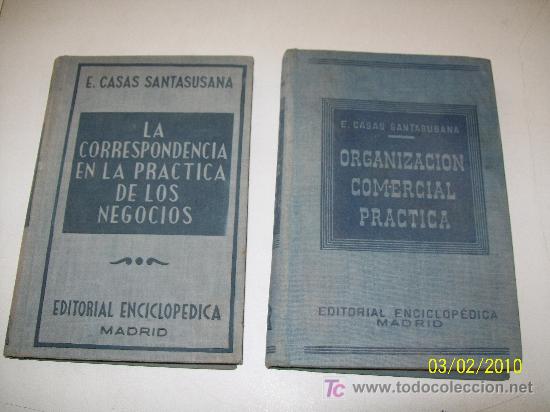 E. CASAS SANTASUSANA
LA
CORRESPONDENCIA
EN LA PRACTICA
DE LOS
NEGOCIOS
EDITORIAL ENCICLOPEDICA
MADRID
E. CASAS SANTASUSANA
ORGANIZACION
COMERCIAL
PRACTICA
EDITORIAL ENCICLOPÉDICA
MADRID
03/02/2010
www.todocoleccion.net